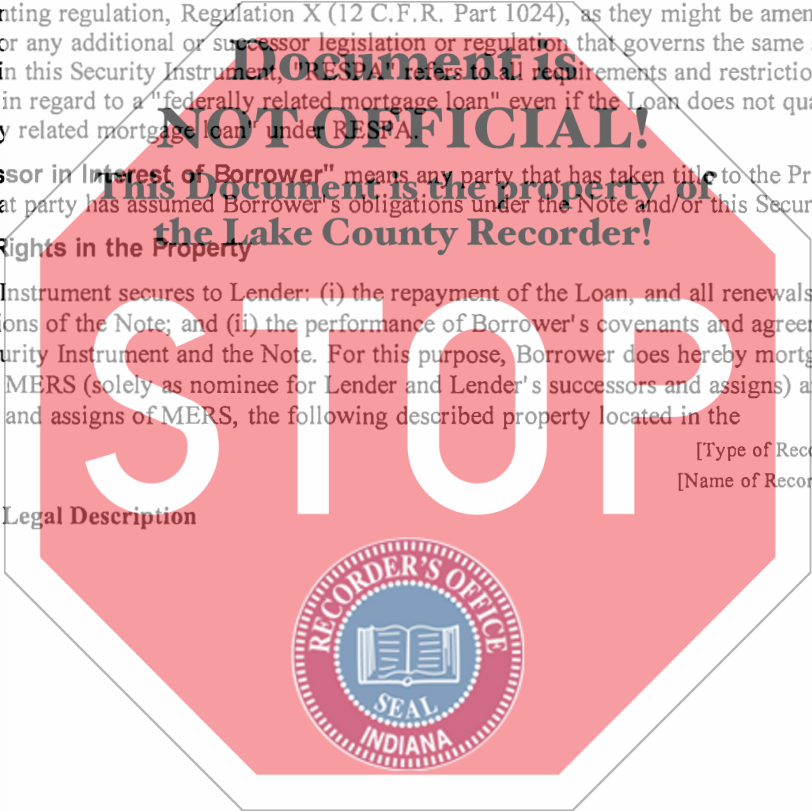 nting regulation, Regulation X (12 C.F.R. Part 1024), as they might be amen
or any additional or successor legislation or regulation that governs the same
Document is
in this Security Instrument, "RESPA" refers to all requirements and restrictio
in regard to a "federally related mortgage loan" even if the Loan does not qua
NOT OFFICIAL!
y related mortgage loan" under RESPA.
ssor in Interest of Borrower" means any party that has taken title to the Pr
This Document is the property of
at party has assumed Borrower's obligations under the Note and/or this Secur
the Lake County Recorder!
Rights in the Property
Instrument secures to Lender: (i) the repayment of the Loan, and all renewals
ions of the Note; and (ii) the performance of Borrower's covenants and agreen
urity Instrument and the Note. For this purpose, Borrower does hereby mortg
MERS (solely as nominee for Lender and Lender's successors and assigns) a
and assigns of MERS, the following described property located in the
STOP
[Type of Reco
[Name of Recor
Legal Description
RECORDER'S OFFICE
SEAL
INDIANA